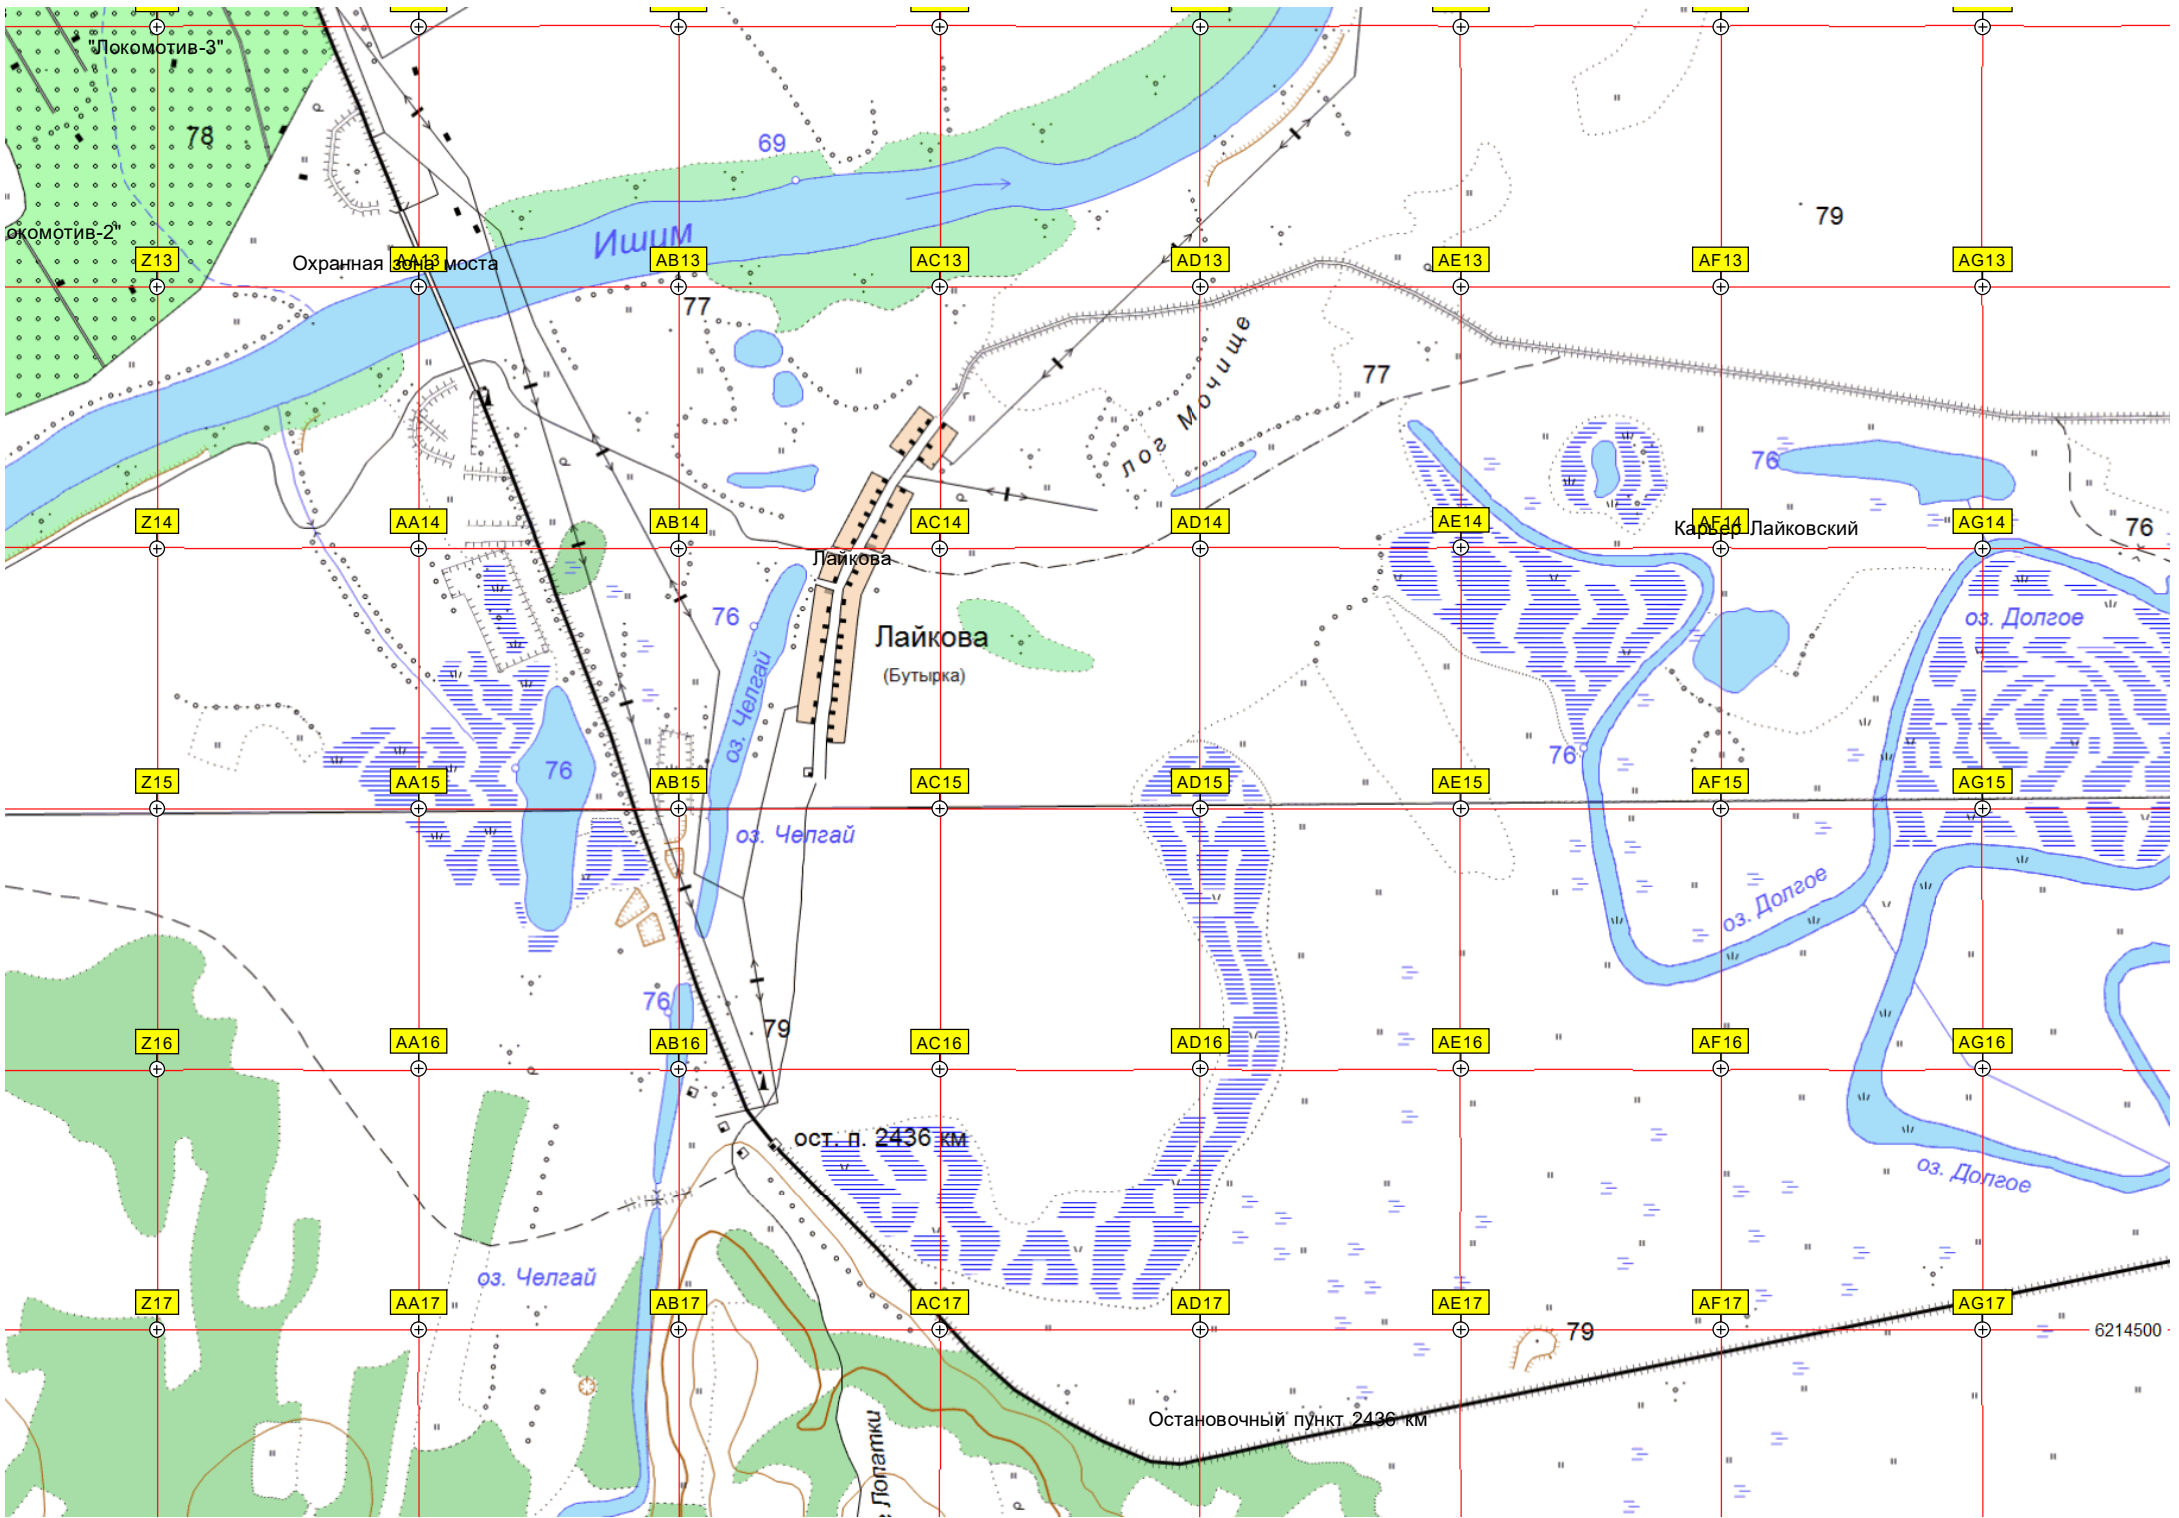 "Локомотив-3"
78
69
окомотив-2"
79
Ишим
Z13
Охранная зона моста
AA13
AB13
AC13
AD13
AE13
AF13
AG13
77
лог Мочище
77
76
Z14
AA14
AB14
AC14
AD14
AE14
AF14
Карьер Лайковский
AG14
76
Лайкова
76
Лайкова
(Бутырка)
оз. Долгое
оз. Челгай
76
76
Z15
AA15
AB15
AC15
AD15
AE15
AF15
AG15
оз. Челгай
оз. Долгое
76
79
Z16
AA16
AB16
AC16
AD16
AE16
AF16
AG16
ост. п. 2436 км
оз. Долгое
оз. Челгай
Z17
AA17
AB17
AC17
AD17
AE17
AF17
AG17
79
6214500
Остановочный пункт 2436 км
Лопатки